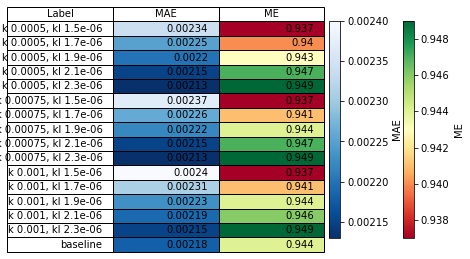 Label MAE ME
k 0.0005, kl 1.5e-06 0.00234 0.937
k 0.0005, kl 1.7e-06 0.00225 0.94
k 0.0005, kl 1.9e-06 0.0022 0.943
k 0.0005, kl 2.1e-06 0.00215 0.947
k 0.0005, kl 2.3e-06 0.00213 0.949
k 0.00075, kl 1.5e-06 0.00237 0.937
k 0.00075, kl 1.7e-06 0.00226 0.941
k 0.00075, kl 1.9e-06 0.00222 0.944
k 0.00075, kl 2.1e-06 0.00215 0.947
k 0.00075, kl 2.3e-06 0.00213 0.949
k 0.001, kl 1.5e-06 0.0024 0.937
k 0.001, kl 1.7e-06 0.00231 0.941
k 0.001, kl 1.9e-06 0.00223 0.944
k 0.001, kl 2.1e-06 0.00219 0.946
k 0.001, kl 2.3e-06 0.00215 0.949
baseline 0.00218 0.944
0.00240
0.00235
0.00230
0.00225
0.00220
0.00215
MAE
0.948
0.946
0.944
0.942
0.940
0.938
ME